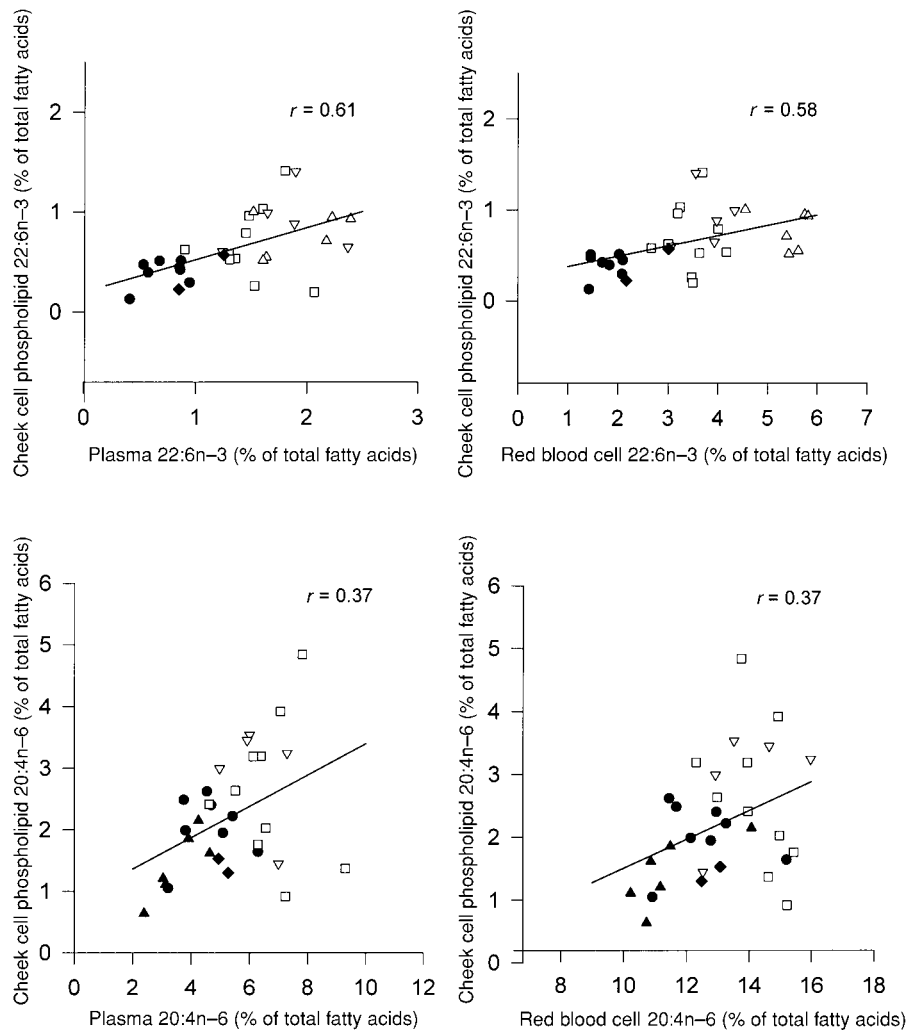 Cheek cell phospholipid 22:6n–3 (% of total fatty acids)
2
1
0
r = 0.61
0 1 2 3
Plasma 22:6n–3 (% of total fatty acids)
Cheek cell phospholipid 22:6n–3 (% of total fatty acids)
2
1
0
r = 0.58
0 1 2 3 4 5 6 7
Red blood cell 22:6n–3 (% of total fatty acids)
Cheek cell phospholipid 20:4n–6 (% of total fatty acids)
6
5
4
3
2
1
0
r = 0.37
0 2 4 6 8 10 12
Plasma 20:4n–6 (% of total fatty acids)
Cheek cell phospholipid 20:4n–6 (% of total fatty acids)
6
5
4
3
2
1
0
r = 0.37
8 10 12 14 16 18
Red blood cell 20:4n–6 (% of total fatty acids)